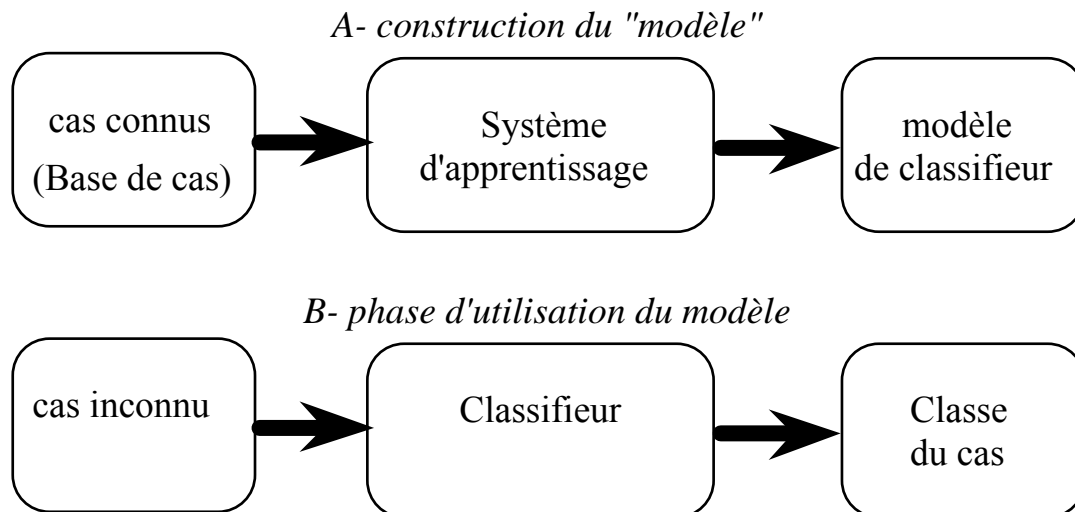 A- construction du "modèle"
cas connus
(Base de cas)
Système
d'apprentissage
modèle
de classifieur
B- phase d'utilisation du modèle
cas inconnu
Classifieur
Classe
du cas